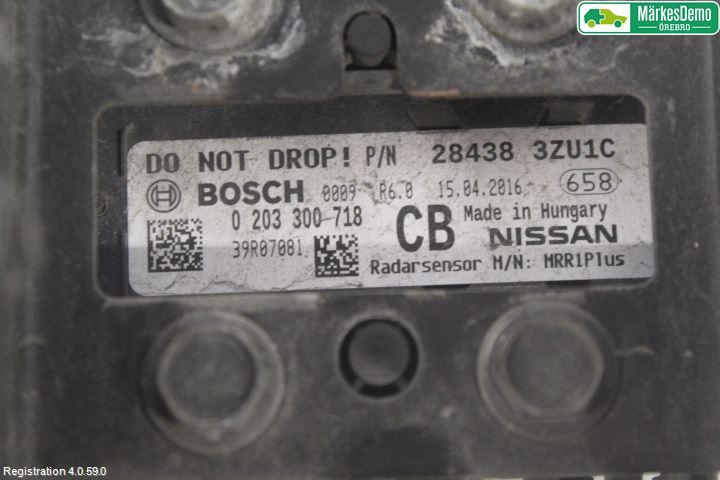 MärkesDemo
ÖREBRO
DO NOT DROP! P/N 28438 3ZU1C
BOSCH 0009 R6.0 15.04.2016 658
0 203 300 718 CB Made in Hungary
NISSAN
39R07081 Radarsensor M/N: MRR1Plus
Registration 4.0.59.0